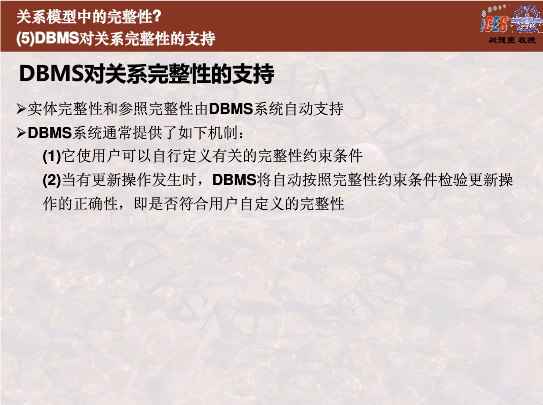 关系模型中的完整性?
(5)DBMS对关系完整性的支持
ICES
战德臣 教授
DBMS对关系完整性的支持
➢实体完整性和参照完整性由DBMS系统自动支持
➢DBMS系统通常提供了如下机制：
(1)它使用户可以自行定义有关的完整性约束条件
(2)当有更新操作发生时，DBMS将自动按照完整性约束条件检验更新操
作的正确性，即是否符合用户自定义的完整性